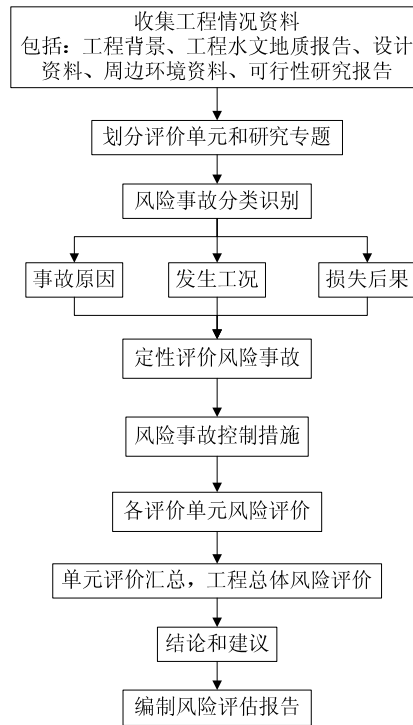 收集工程情况资料
包括：工程背景、工程水文地质报告、设计
资料、周边环境资料、可行性研究报告
划分评价单元和研究专题
风险事故分类识别
事故原因
发生工况
损失后果
定性评价风险事故
风险事故控制措施
各评价单元风险评价
单元评价汇总，工程总体风险评价
结论和建议
编制风险评估报告